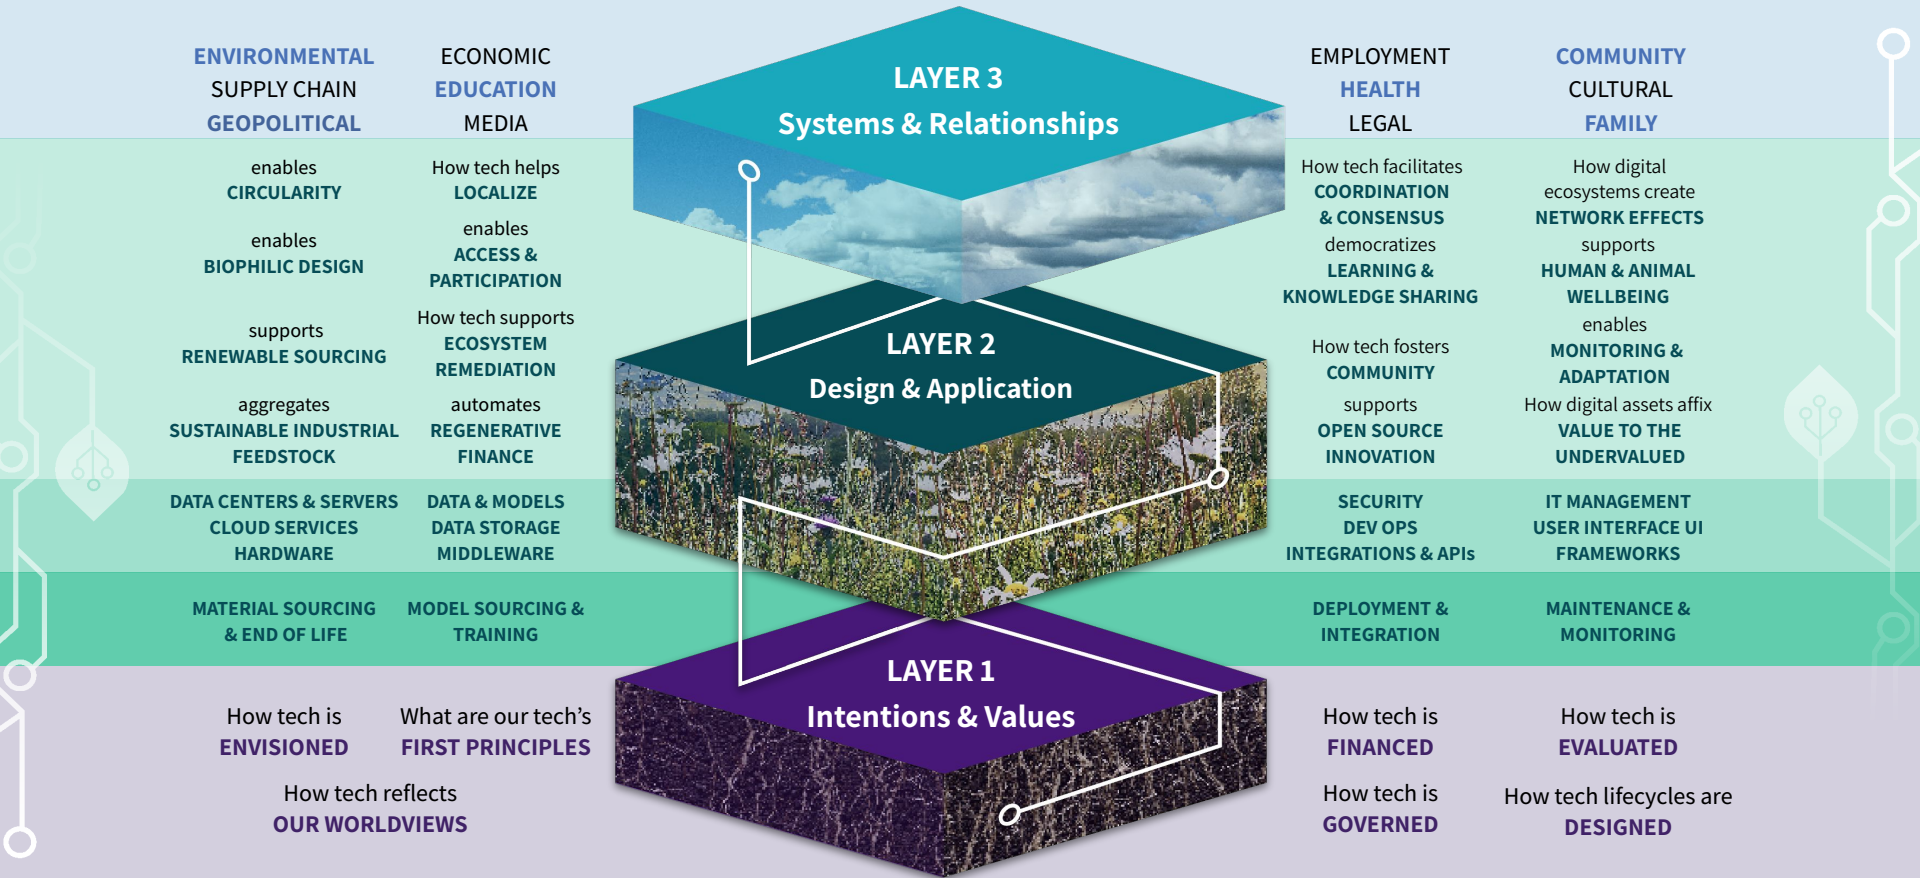 ENVIRONMENTAL
SUPPLY CHAIN
GEOPOLITICAL
ECONOMIC
EDUCATION
MEDIA
LAYER 3
Systems & Relationships
EMPLOYMENT
HEALTH
LEGAL
COMMUNITY
CULTURAL
FAMILY
enables
CIRCULARITY
enables
BIOPHILIC DESIGN
supports
RENEWABLE SOURCING
aggregates
SUSTAINABLE INDUSTRIAL
FEEDSTOCK
How tech helps
LOCALIZE
enables
ACCESS &
PARTICIPATION
How tech supports
ECOSYSTEM
REMEDIATION
automates
REGENERATIVE
FINANCE
LAYER 2
Design & Application
How tech facilitates
COORDINATION
& CONSENSUS
democratizes
LEARNING &
KNOWLEDGE SHARING
How tech fosters
COMMUNITY
supports
OPEN SOURCE
INNOVATION
How digital
ecosystems create
NETWORK EFFECTS
supports
HUMAN & ANIMAL
WELLBEING
enables
MONITORING &
ADAPTATION
How digital assets affix
VALUE TO THE
UNDERVALUED
DATA CENTERS & SERVERS
CLOUD SERVICES
HARDWARE
DATA & MODELS
DATA STORAGE
MIDDLEWARE
SECURITY
DEV OPS
INTEGRATIONS & APIs
IT MANAGEMENT
USER INTERFACE UI
FRAMEWORKS
MATERIAL SOURCING
& END OF LIFE
MODEL SOURCING &
TRAINING
DEPLOYMENT &
INTEGRATION
MAINTENANCE &
MONITORING
LAYER 1
Intentions & Values
How tech is
ENVISIONED
What are our tech's
FIRST PRINCIPLES
How tech reflects
OUR WORLDVIEWS
How tech is
FINANCED
How tech is
EVALUATED
How tech is
GOVERNED
How tech lifecycles are
DESIGNED